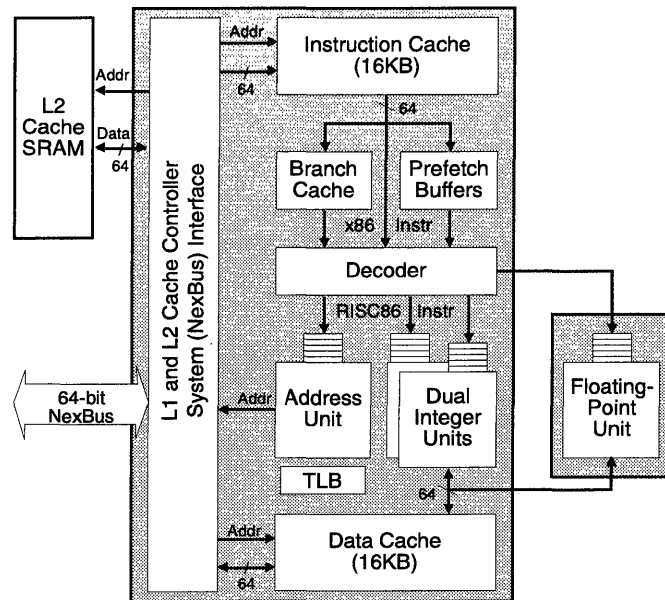 Addr
Instruction Cache
(16KB)
64
L2
Cache
SRAM
Addr
Data
64
64
Branch
Cache
Prefetch
Buffers
x86 Instr
Decoder
RISC86 Instr
L1 and L2 Cache Controller
System (NexBus) Interface
64-bit
NexBus
Addr
Address
Unit
Dual
Integer
Units
Floating-
Point
Unit
TLB
64
Addr
Data Cache
(16KB)
64